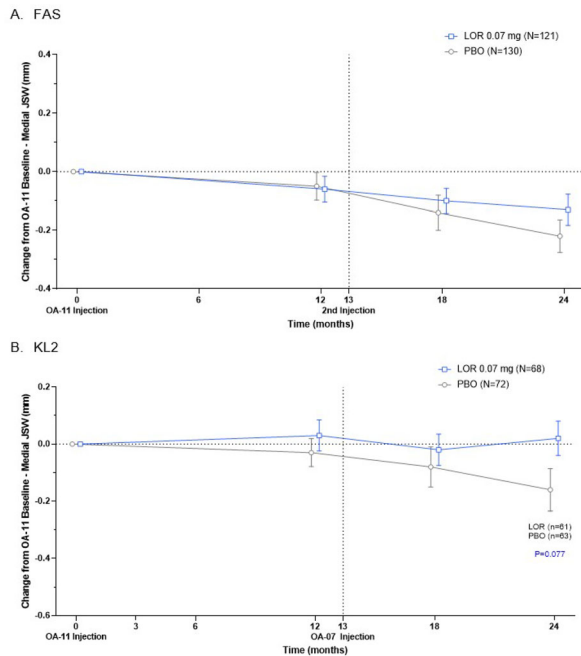 A. FAS
LOR 0.07 mg (N=121)
PBO (N=130)
Change from OA-11 Baseline - Medial JSW (mm)
0.4
0.2
0.0
-0.2
-0.4
0 6 12 13 18 24
OA-11 Injection 2nd Injection
Time (months)
B. KL2
LOR 0.07 mg (N=68)
PBO (N=72)
Change from OA-11 Baseline - Medial JSW (mm)
0.2
0.0
-0.2
-0.4
-0.6
LOR (n=61)
PBO (n=63)
P=0.077
0 3 6 12 13 18 24
OA-11 Injection OA-07 Injection
Time (months)